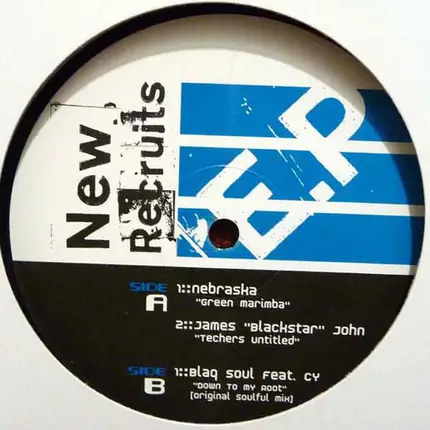 New
Recruits
E.P
SIDE A
1::nebraska
"Green marimba"
2::James "Blackstar" John
"Techers untitled"
SIDE B
1::Blaq Soul Feat. CY
"Down to my root"
[original soulful mix]